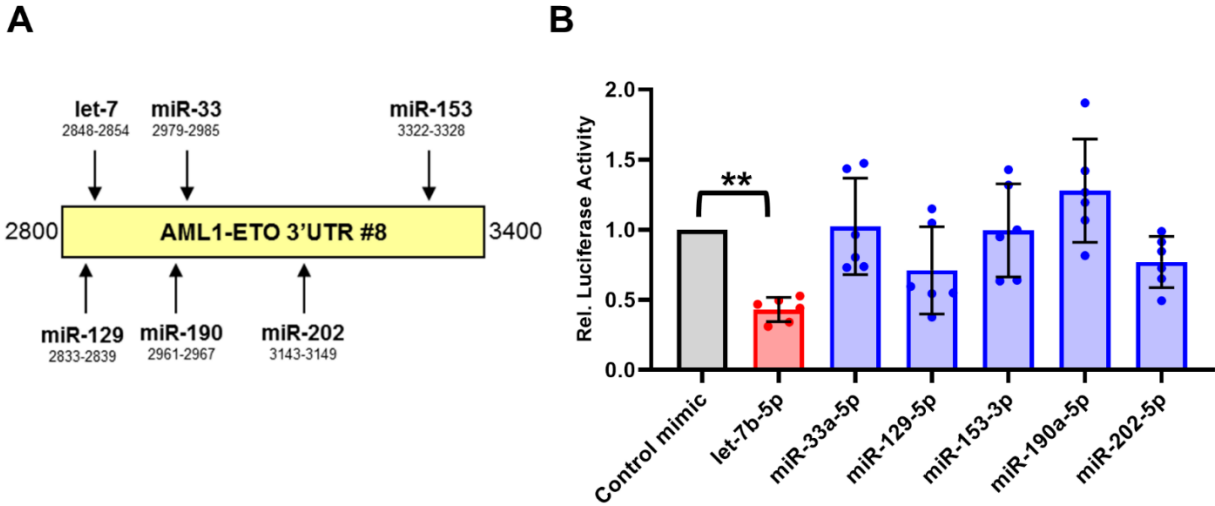 A
let-7
2848-2854
miR-33
2979-2985
miR-153
3322-3328
2800
AML1-ETO 3'UTR #8
3400
miR-129
2833-2839
miR-190
2961-2967
miR-202
3143-3149
B
Rel. Luciferase Activity
2.0
1.5
1.0
0.5
0.0
**
Control mimic
let-7b-5p
miR-33a-5p
miR-129-5p
miR-153-3p
miR-190a-5p
miR-202-5p